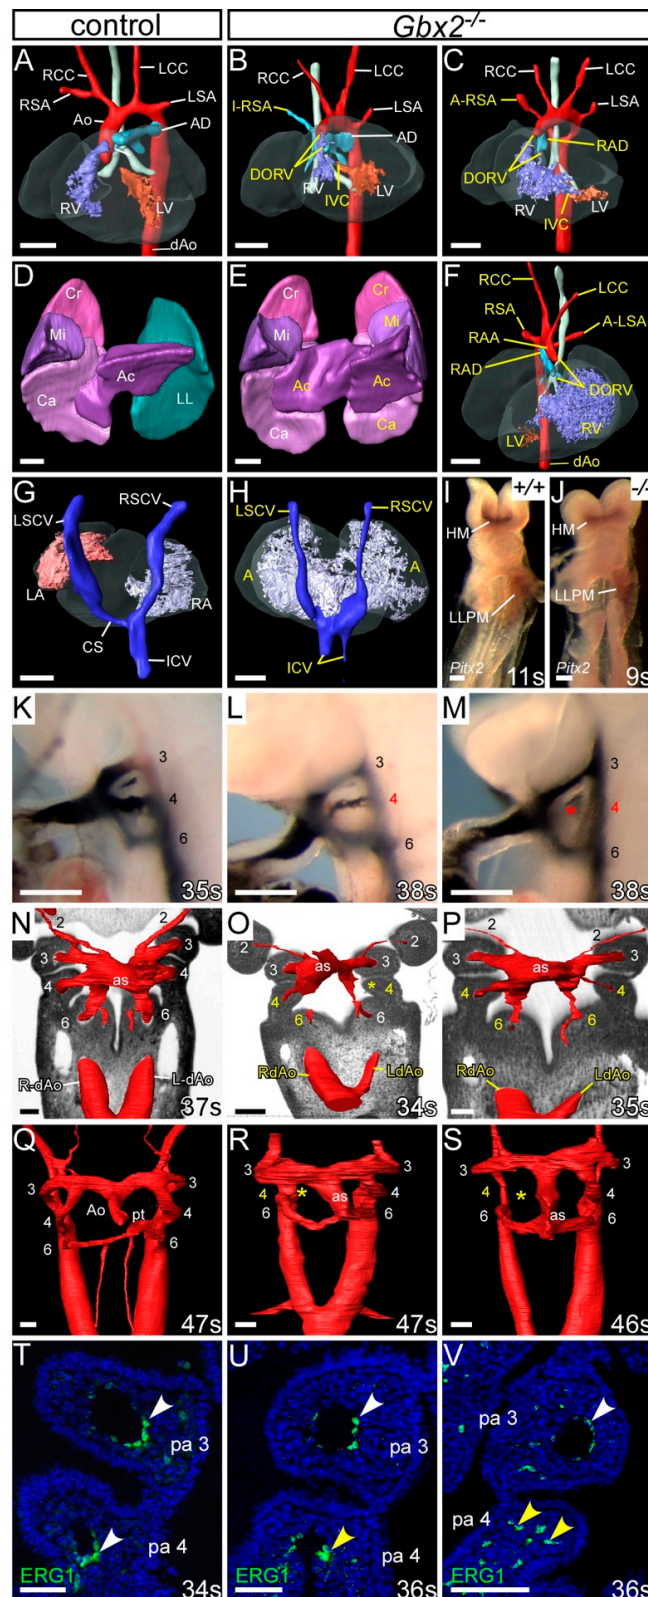 control
Gbx2-/-
A
RCC
LCC
RSA
LSA
Ao
AD
RV
LV
dAo
B
RCC
LCC
I-RSA
LSA
AD
DORV
RV
LV
IVC
C
RCC
LCC
A-RSA
LSA
RAD
DORV
RV
LV
IVC
D
Cr
Mi
Ac
Ca
LL
E
Cr
Cr
Mi
Mi
Ac
Ac
Ca
Ca
F
RCC
LCC
RSA
A-LSA
RAA
RAD
DORV
RV
LV
dAo
G
RSCV
LSCV
LA
RA
CS
ICV
H
LSCV
RSCV
A
A
ICV
I
+/+
HM
LLPM
Pitx2
11s
J
-/-
HM
LLPM
Pitx2
9s
K
3
4
6
35s
L
3
4
6
38s
M
3
*
4
6
38s
N
2
2
3
as
3
4
4
6
6
R-dAo
L-dAo
37s
O
2
2
as
3
3
4
*
4
6
6
RdAo
LdAo
34s
P
2
2
3
as
3
4
4
6
6
RdAo
LdAo
35s
Q
3
3
Ao
4
pt
4
6
6
47s
R
3
3
4
*
4
6
as
6
47s
S
3
3
4
*
4
6
as
6
46s
T
pa 3
pa 4
ERG1
34s
U
pa 3
pa 4
ERG1
36s
V
pa 3
pa 4
ERG1
36s